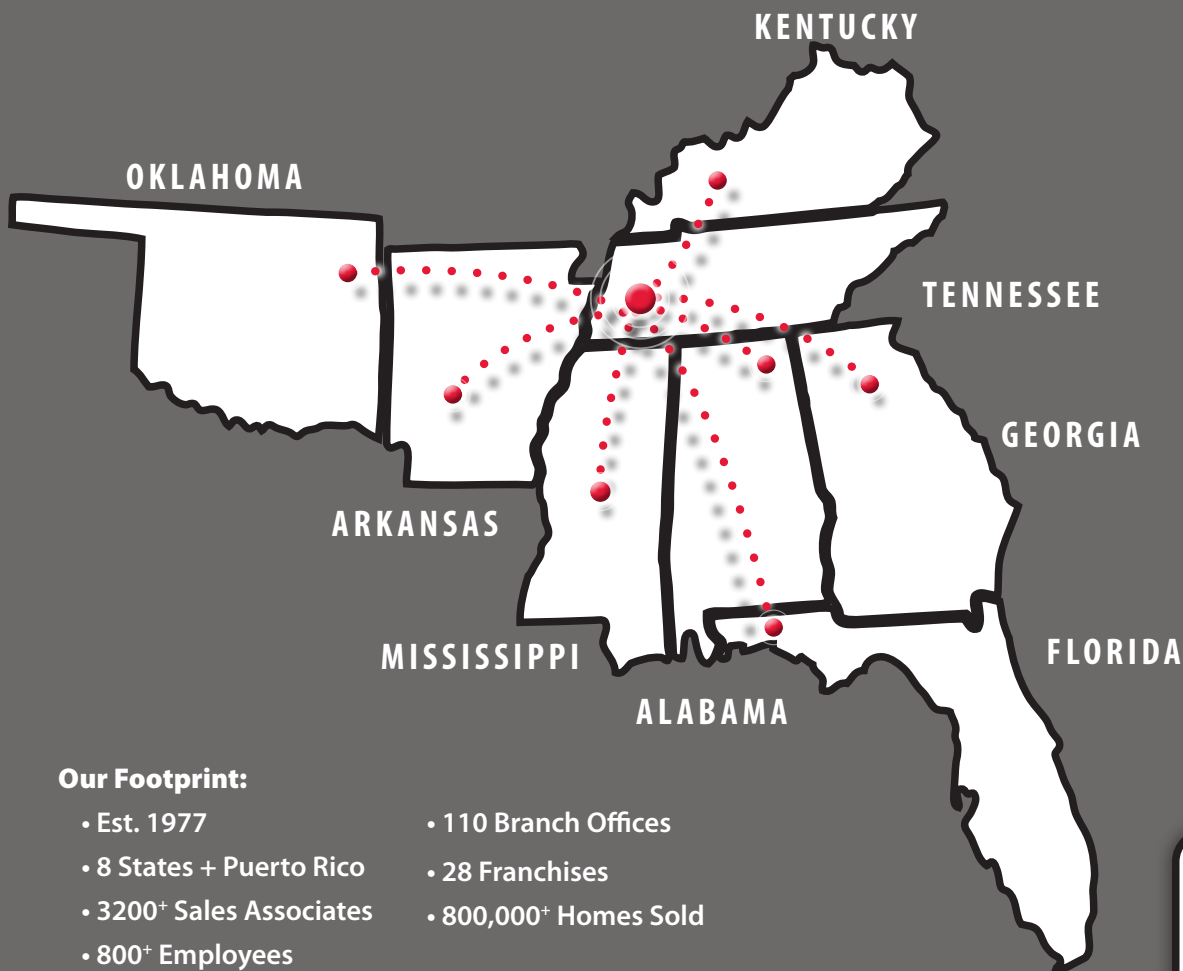 KENTUCKY
OKLAHOMA
TENNESSEE
GEORGIA
ARKANSAS
MISSISSIPPI
FLORIDA
ALABAMA
Our Footprint:
• Est. 1977
• 8 States + Puerto Rico
• 3200+ Sales Associates
• 800+ Employees
• 110 Branch Offices
• 28 Franchises
• 800,000+ Homes Sold